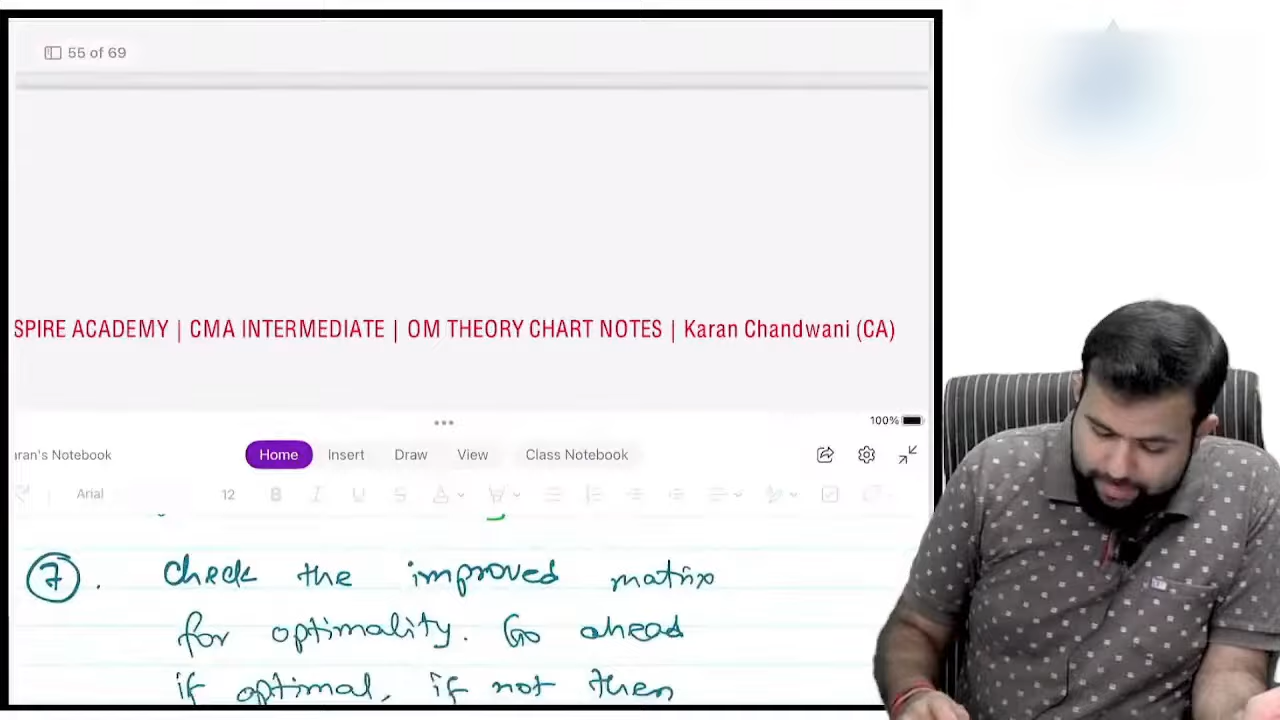 55 of 69
SPIRE ACADEMY | CMA INTERMEDIATE | OM THEORY CHART NOTES | Karan Chandwani (CA)
100%
aran's Notebook Home Insert Draw View Class Notebook
Arial 12 B I U S A
7. Check the improved matrix
for optimality. Go ahead
if optimal, if not then